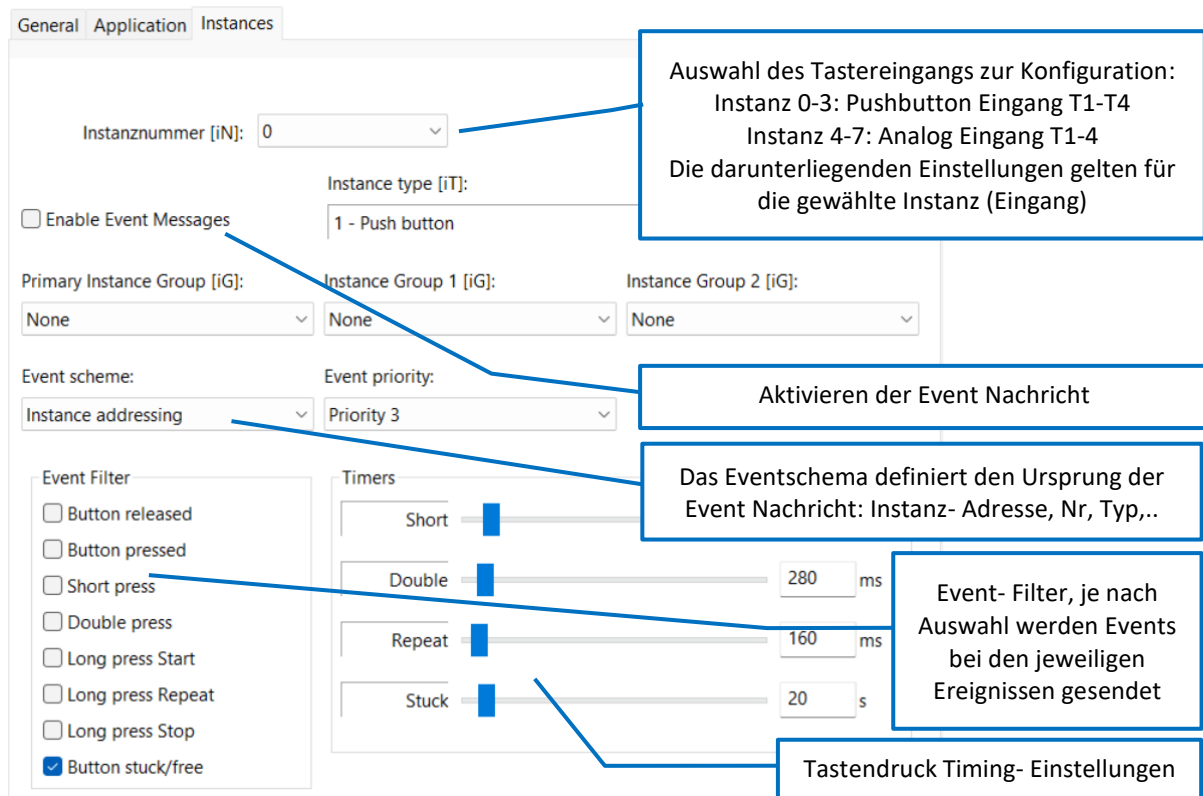 General Application Instances
Auswahl des Tastereingangs zur Konfiguration:
Instanz 0-3: Pushbutton Eingang T1-T4
Instanz 4-7: Analog Eingang T1-4
Die darunterliegenden Einstellungen gelten für
die gewählte Instanz (Eingang)
Instanznummer [iN]: 0
Instance type [iT]:
Enable Event Messages
1 - Push button
Primary Instance Group [iG]: Instance Group 1 [iG]: Instance Group 2 [iG]:
None None None
Event scheme: Event priority:
Instance addressing Priority 3
Aktivieren der Event Nachricht
Das Eventschema definiert den Ursprung der
Event Nachricht: Instanz- Adresse, Nr, Typ,..
Event Filter
Button released
Button pressed
Short press
Double press
Long press Start
Long press Repeat
Long press Stop
Button stuck/free
Timers
Short
Double 280 ms
Repeat 160 ms
Stuck 20 s
Event- Filter, je nach
Auswahl werden Events
bei den jeweiligen
Ereignissen gesendet
Tastendruck Timing- Einstellungen